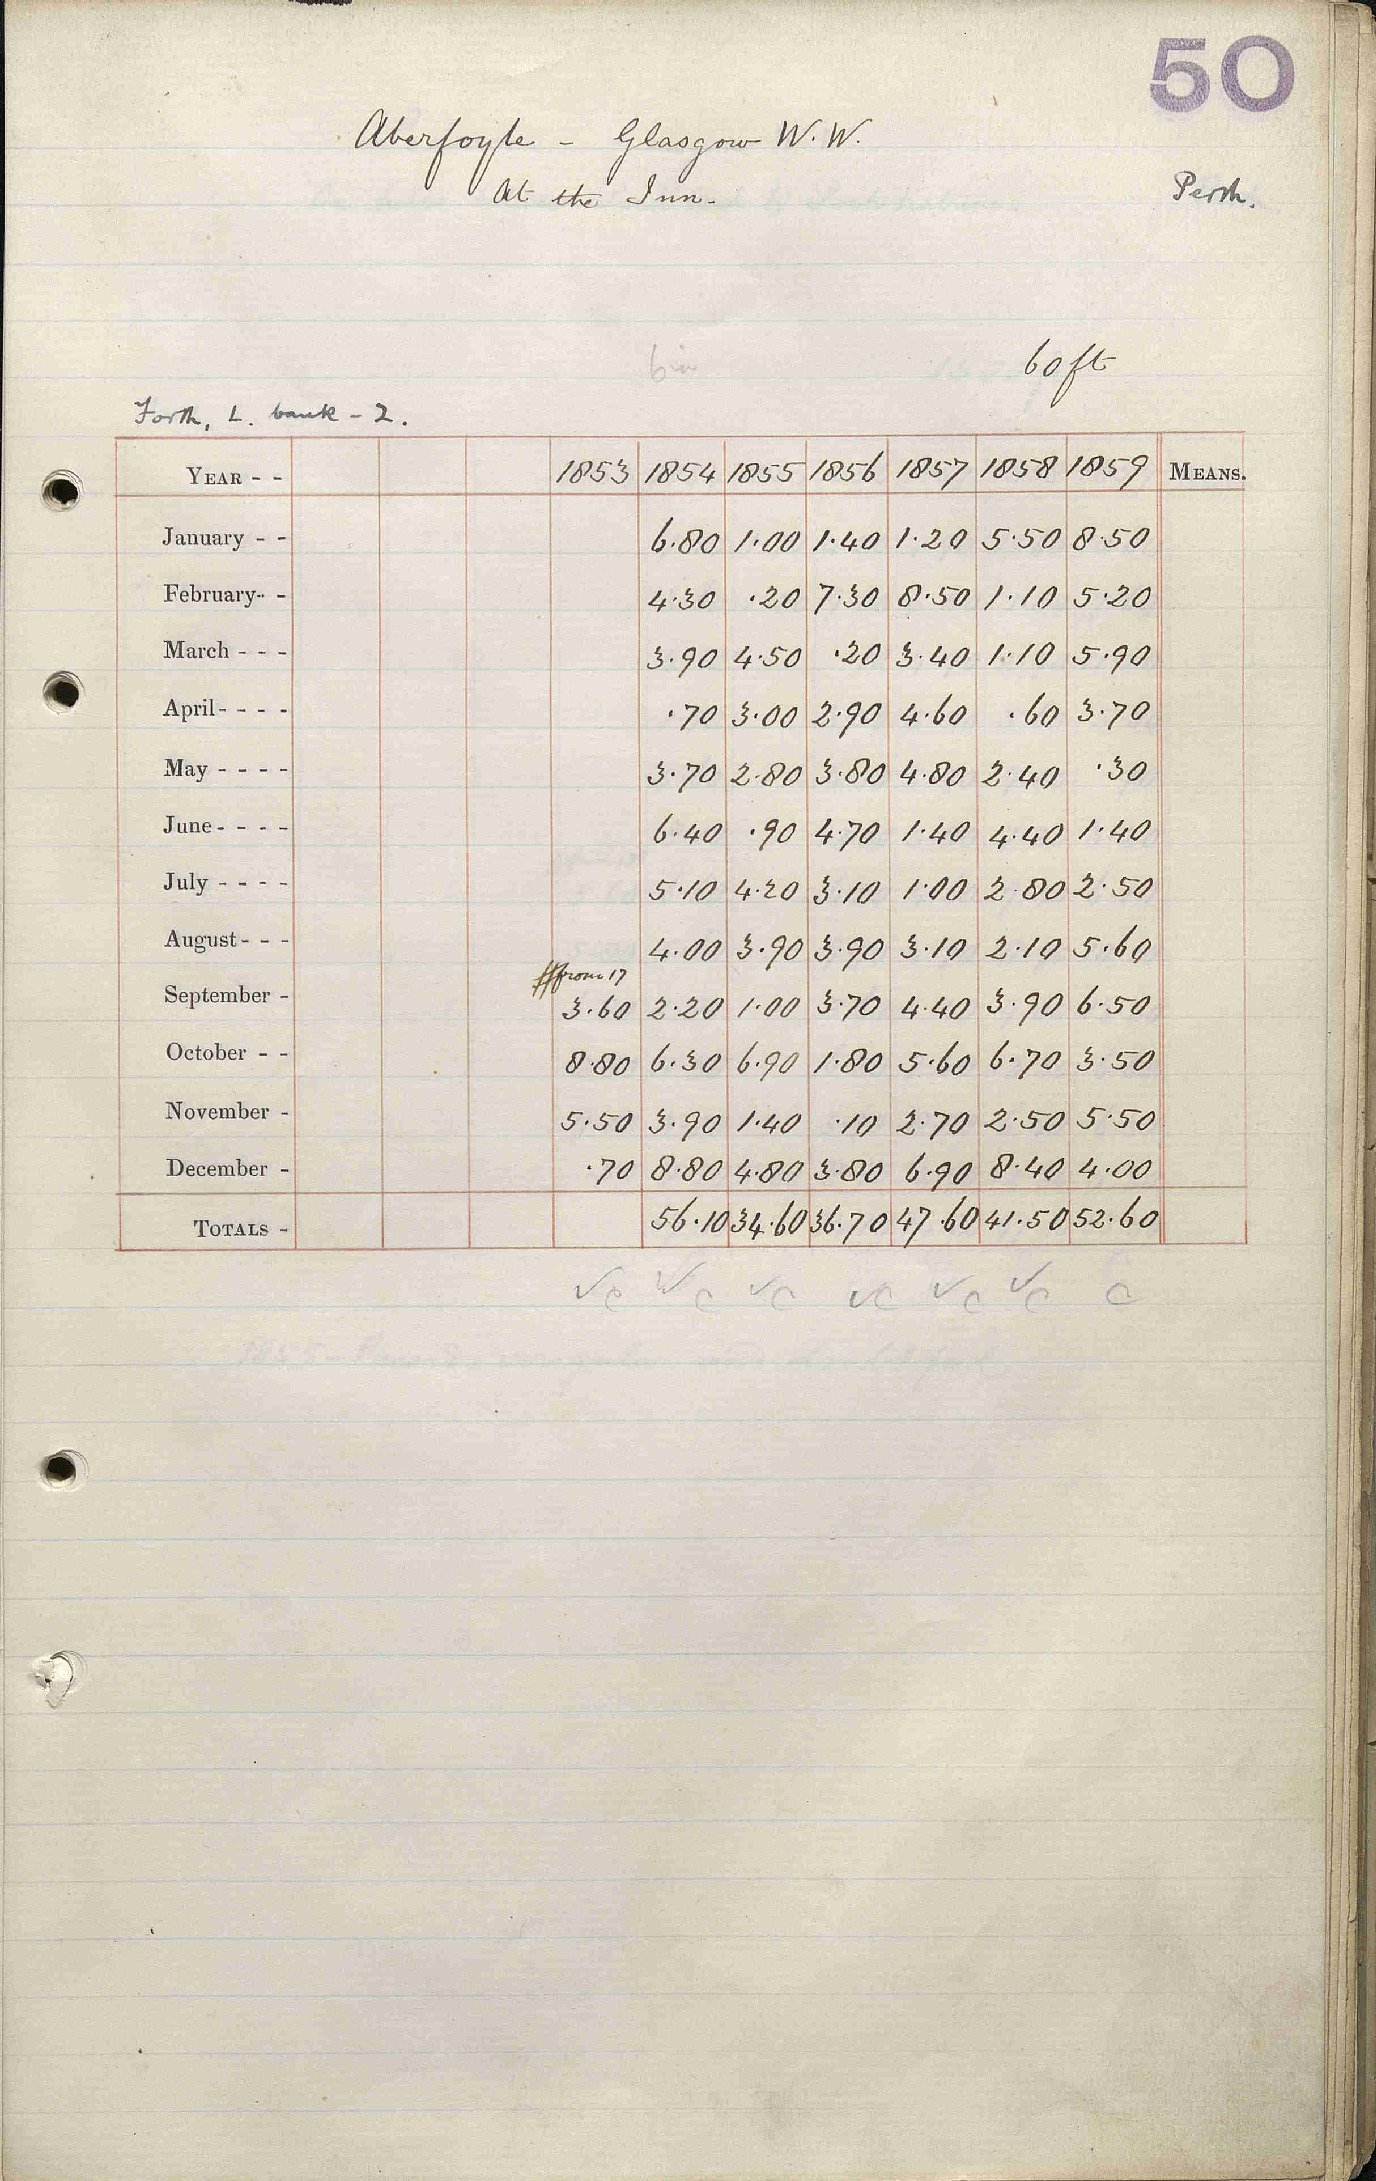 50
Aberfoyle - Glasgow W. W.
At the Inn.
Perth.
6in
60 ft
Forth, L. bank - 2.
YEAR - - 1853 1854 1855 1856 1857 1858 1859 MEANS.
January - - 6.80 1.00 1.40 1.20 5.50 8.50
February - - 4.30 .20 7.30 8.50 1.10 5.20
March - - - 3.90 4.50 .20 3.40 1.10 5.90
April - - - - .70 3.00 2.90 4.60 .60 3.70
May - - - - 3.70 2.80 3.80 4.80 2.40 .30
June - - - - 6.40 .90 4.70 1.40 4.40 1.40
July - - - - 5.10 4.20 3.10 1.00 2.80 2.50
August - - - 4.00 3.90 3.90 3.10 2.10 5.60
from 17
September - 3.60 2.20 1.00 3.70 4.40 3.90 6.50
October - - 8.80 6.30 6.90 1.80 5.60 6.70 3.50
November - 5.50 3.90 1.40 .10 2.70 2.50 5.50
December - .70 8.80 4.80 3.80 6.90 8.40 4.00
TOTALS - 56.10 34.60 36.70 47.60 41.50 52.60
✓c ✓c ✓c ✓c ✓c ✓c c